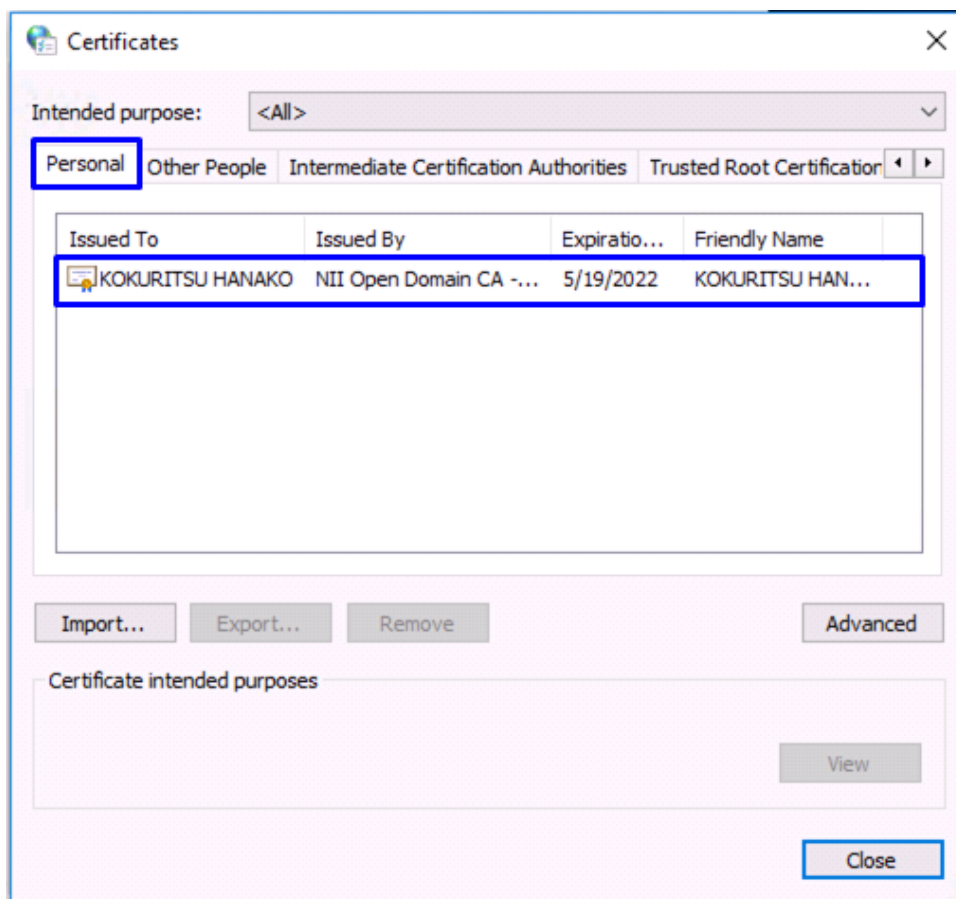 Certificates
Intended purpose: <All>
Personal Other People Intermediate Certification Authorities Trusted Root Certification
Issued To Issued By Expiratio... Friendly Name
KOKURITSU HANAKO NII Open Domain CA -... 5/19/2022 KOKURITSU HAN...
Import... Export... Remove Advanced
Certificate intended purposes
View
Close